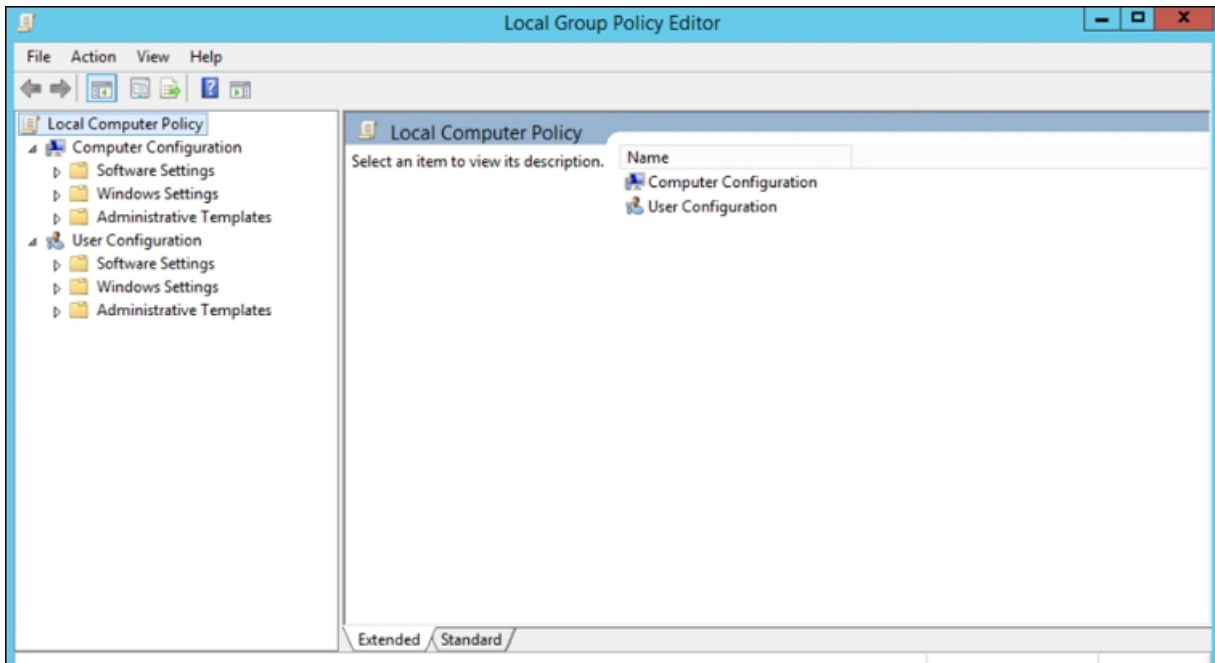 Local Group Policy Editor
File Action View Help
Local Computer Policy
Computer Configuration
Software Settings
Windows Settings
Administrative Templates
User Configuration
Software Settings
Windows Settings
Administrative Templates
Local Computer Policy
Select an item to view its description.
Name
Computer Configuration
User Configuration
Extended Standard